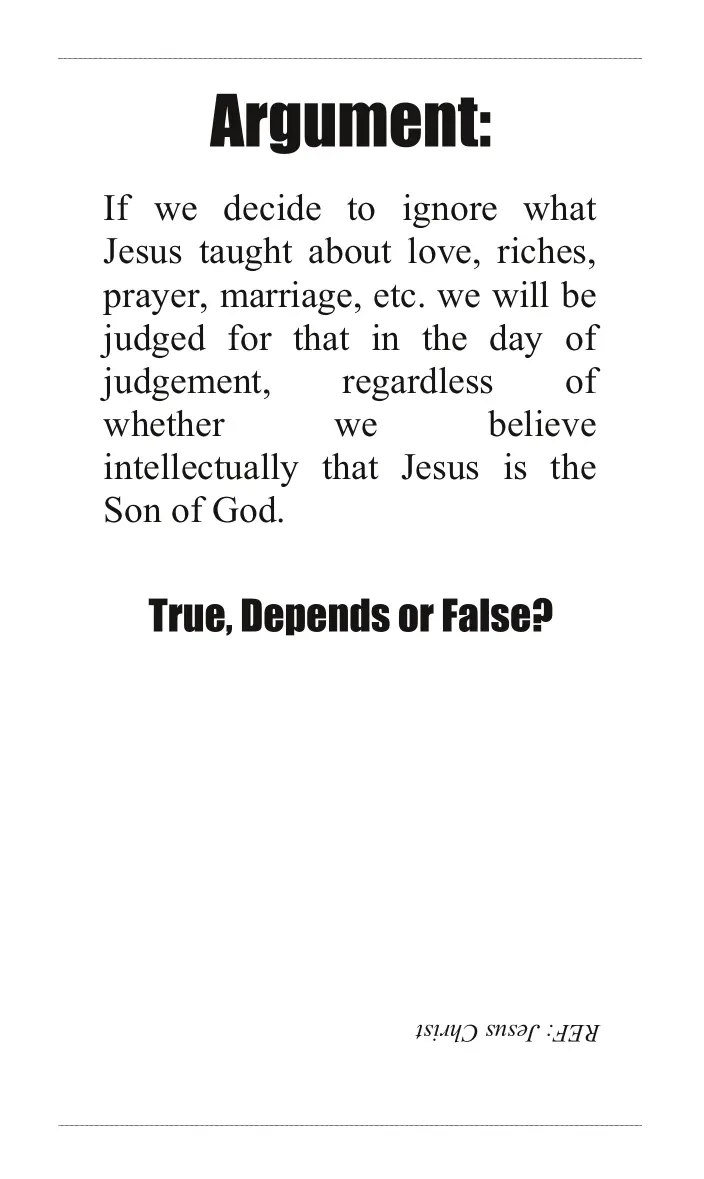 Argument:
If we decide to ignore what
Jesus taught about love, riches,
prayer, marriage, etc. we will be
judged for that in the day of
judgement, regardless of
whether we believe
intellectually that Jesus is the
Son of God.
True, Depends or False?
REF: Jesus Christ